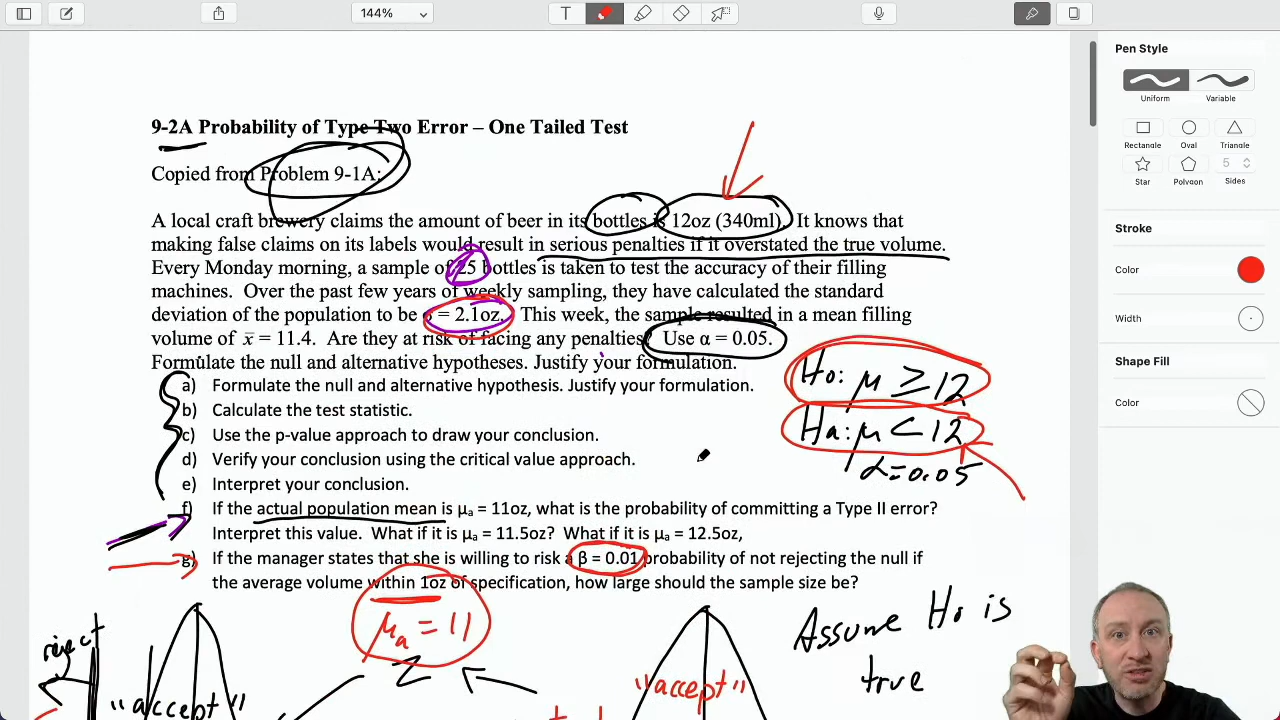 144%
T
Pen Style
Uniform
Variable
Rectangle
Oval
Triangle
Star
Polygon
5
Sides
Stroke
Color
Width
Shape Fill
Color
9-2A Probability of Type Two Error – One Tailed Test
Copied from Problem 9-1A:
A local craft brewery claims the amount of beer in its bottles is 12oz (340ml). It knows that
making false claims on its labels would result in serious penalties if it overstated the true volume.
Every Monday morning, a sample of 25 bottles is taken to test the accuracy of their filling
machines. Over the past few years of weekly sampling, they have calculated the standard
deviation of the population to be = 2.1oz. This week, the sample resulted in a mean filling
volume of x̄ = 11.4. Are they at risk of facing any penalties? Use α = 0.05.
Formulate the null and alternative hypotheses. Justify your formulation.
a) Formulate the null and alternative hypothesis. Justify your formulation.
b) Calculate the test statistic.
c) Use the p-value approach to draw your conclusion.
d) Verify your conclusion using the critical value approach.
e) Interpret your conclusion.
f) If the actual population mean is μₐ = 11oz, what is the probability of committing a Type II error?
Interpret this value. What if it is μₐ = 11.5oz? What if it is μₐ = 12.5oz,
g) If the manager states that she is willing to risk a β = 0.01 probability of not rejecting the null if
the average volume within 1oz of specification, how large should the sample size be?
Ho: μ ≥ 12
Ha: μ < 12
α=0.05
μₐ = 11
Assume Ho is
true
reject
"accept"
Z
"accept"